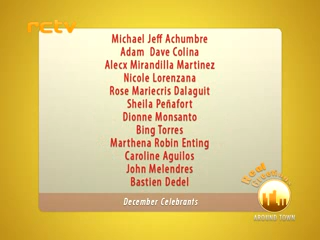 rctv
Michael Jeff Achumbre
Adam Dave Colina
Alecx Mirandilla Martinez
Nicole Lorenzana
Rose Mariecris Dalaguit
Sheila Peñafort
Dionne Monsanto
Bing Torres
Marthena Robin Enting
Caroline Aguilos
John Melendres
Bastien Dedel
December Celebrants
AROUND TOWN